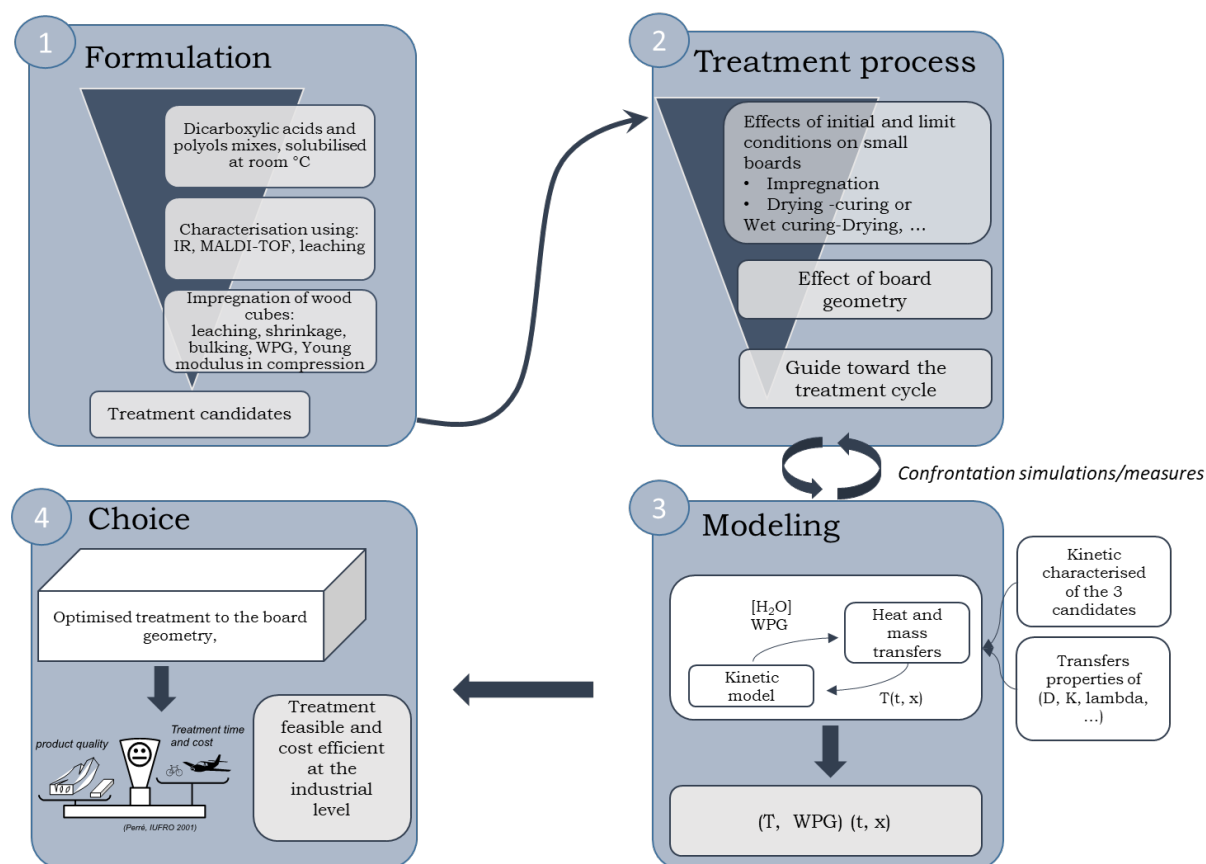 1
Formulation
Dicarboxylic acids and
polyols mixes, solubilised
at room °C
Characterisation using:
IR, MALDI-TOF, leaching
Impregnation of wood
cubes:
leaching, shrinkage,
bulking, WPG, Young
modulus in compression
Treatment candidates
2
Treatment process
Effects of initial and limit
conditions on small
boards
• Impregnation
• Drying -curing or
Wet curing-Drying, ...
Effect of board
geometry
Guide toward the
treatment cycle
Confrontation simulations/measures
3
Modeling
[H₂O]
WPG
Heat and
mass
transfers
Kinetic
model
T(t, x)
(T, WPG) (t, x)
Kinetic
characterised
of the 3
candidates
Transfers
properties of
(D, K, lambda,
...)
4
Choice
Optimised treatment to the board
geometry,
product quality
Treatment time
and cost
(Perré, IUFRO 2001)
Treatment
feasible and
cost efficient
at the
industrial
level